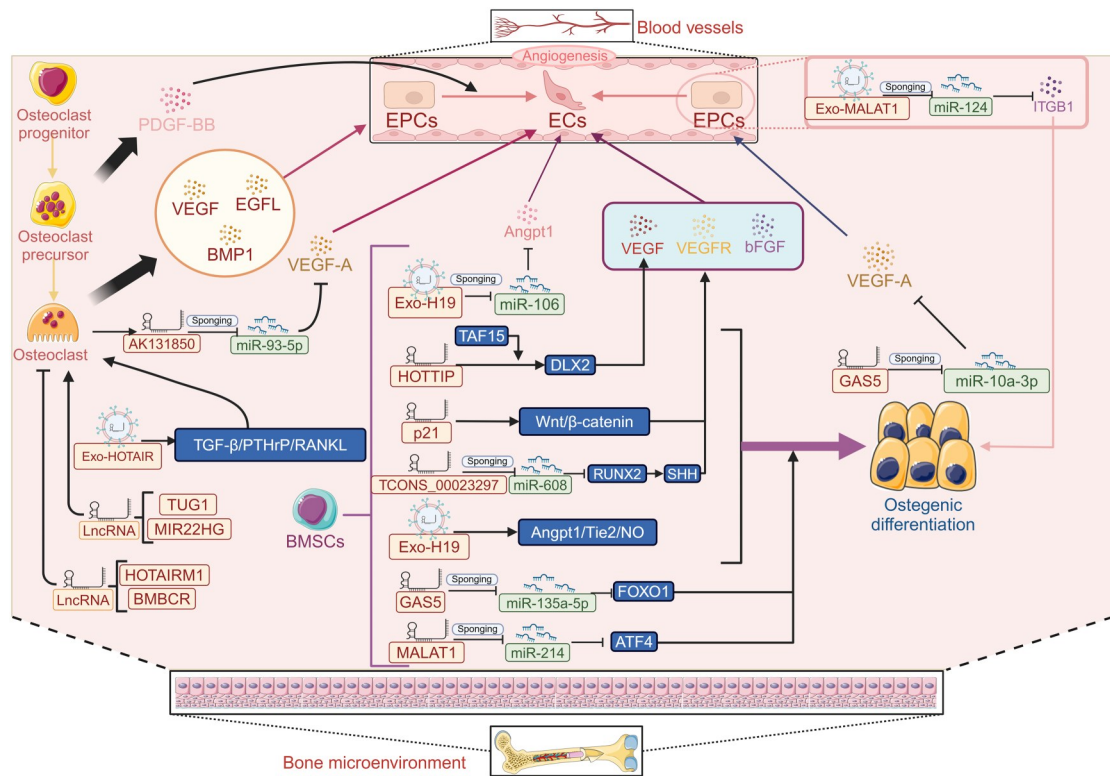 Blood vessels
Angiogenesis
EPCs
ECs
EPCs
Exo-MALAT1
Sponging
miR-124
ITGB1
Osteoclast
progenitor
PDGF-BB
Osteoclast
precursor
VEGF
EGFL
BMP1
VEGF-A
Angpt1
VEGF
VEGFR
bFGF
VEGF-A
Osteoclast
AK131850
Sponging
miR-93-5p
Exo-H19
Sponging
miR-106
TAF15
HOTTIP
DLX2
GAS5
Sponging
miR-10a-3p
Exo-HOTAIR
TGF-β/PTHrP/RANKL
p21
Wnt/β-catenin
TCONS_00023297
Sponging
miR-608
RUNX2
SHH
LncRNA
TUG1
MIR22HG
BMSCs
Exo-H19
Angpt1/Tie2/NO
Ostegenic
differentiation
LncRNA
HOTAIRM1
BMBCR
GAS5
Sponging
miR-135a-5p
FOXO1
MALAT1
Sponging
miR-214
ATF4
Bone microenvironment